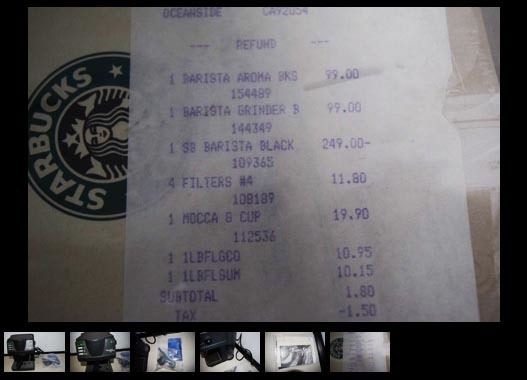 OCEANSIDE CA92054
--- REFUND ---
1 BARISTA AROMA BKS 99.00
154489
1 BARISTA GRINDER B 99.00
144349
1 SB BARISTA BLACK 249.00-
109365
4 FILTERS #4 11.80
108189
1 MOCCA 6 CUP 19.90
112536
1 1LBFLGCO 10.95
1 1LBFLSUM 10.15
SUBTOTAL 1.80
TAX -1.50
STARBUCKS